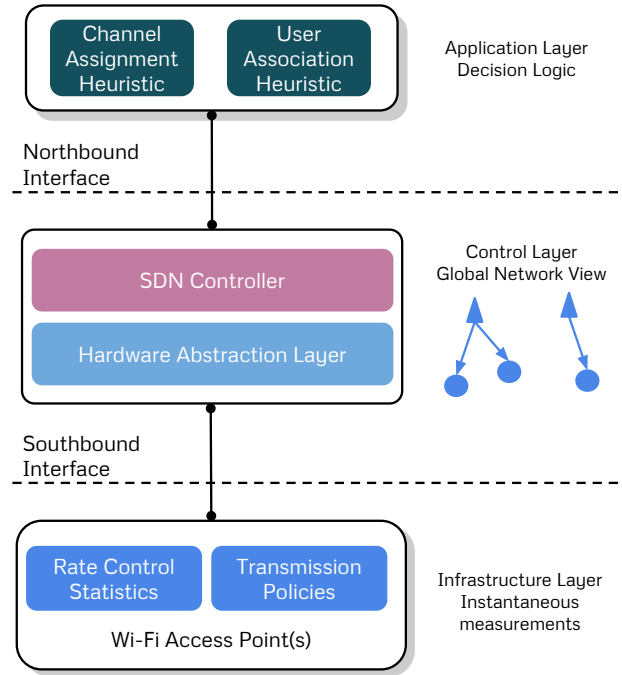 Channel
Assignment
Heuristic
User
Association
Heuristic
Application Layer
Decision Logic
Northbound
Interface
SDN Controller
Hardware Abstraction Layer
Control Layer
Global Network View
Southbound
Interface
Rate Control
Statistics
Transmission
Policies
Wi-Fi Access Point(s)
Infrastructure Layer
Instantaneous
measurements